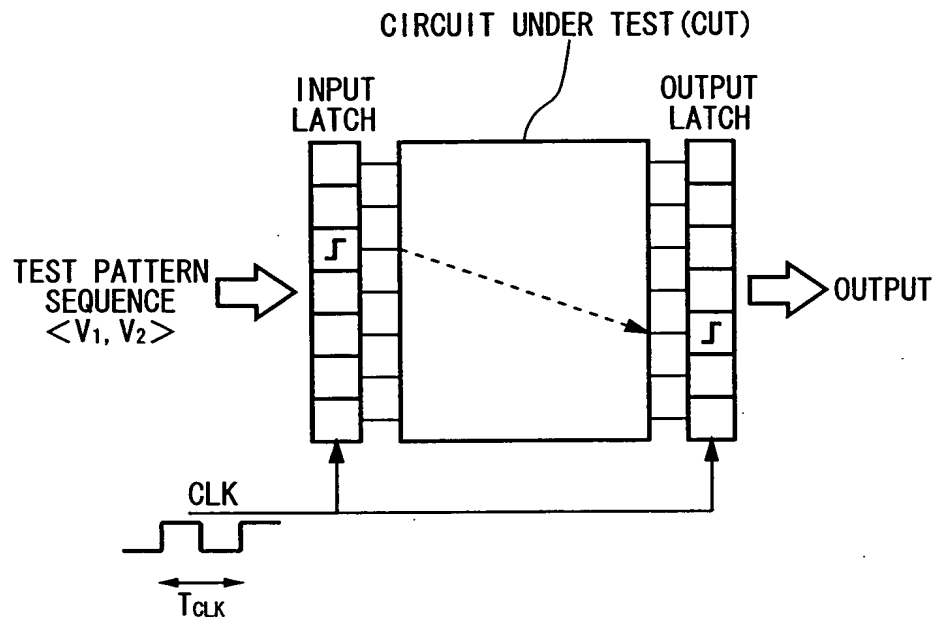 CIRCUIT UNDER TEST (CUT)
INPUT
LATCH
OUTPUT
LATCH
TEST PATTERN
SEQUENCE
<V1, V2>
OUTPUT
CLK
TCLK